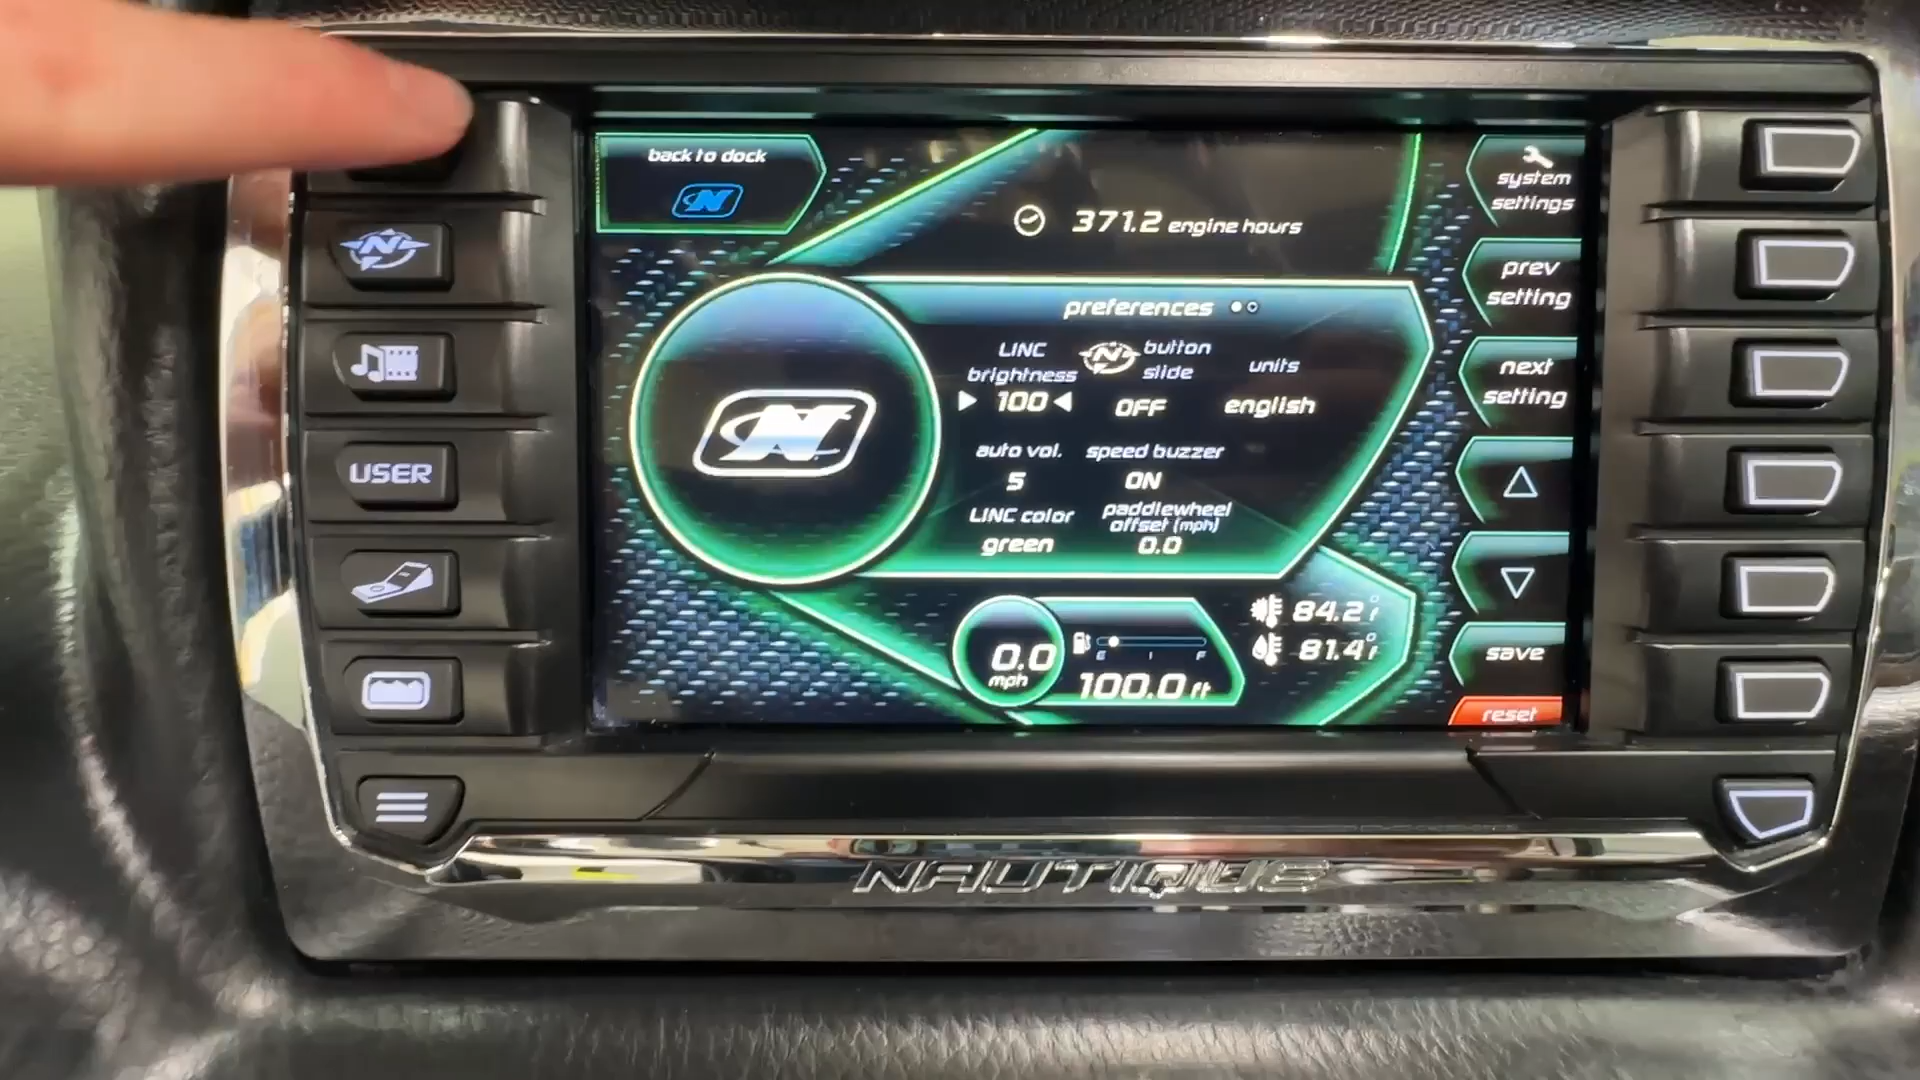 back to dock
371.2 engine hours
system
settings
prev
setting
next
setting
save
reset
preferences
LINC
brightness
100
button
slide
OFF
units
english
auto vol.
5
speed buzzer
ON
LINC color
green
paddlewheel
offset (mph)
0.0
0.0
mph
E
F
100.0 ft
84.2°f
81.4°f
N
N
USER
NAUTIQUE